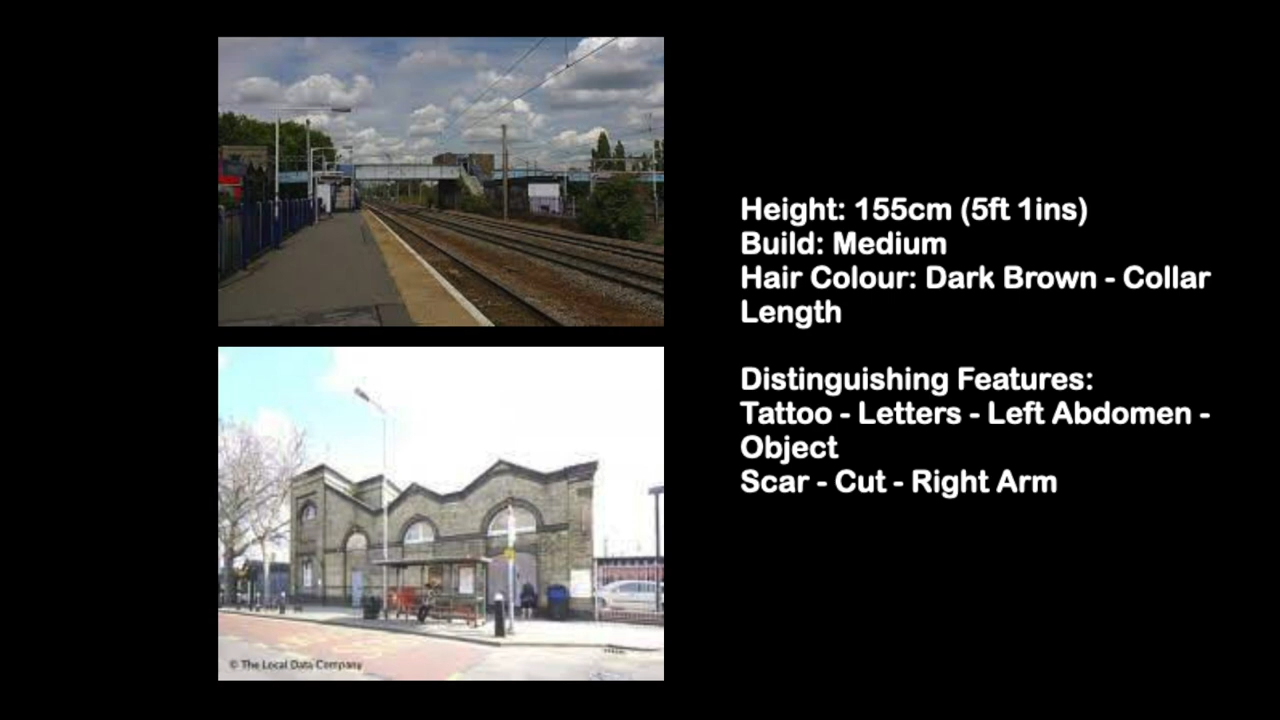 Height: 155cm (5ft 1ins)
Build: Medium
Hair Colour: Dark Brown - Collar
Length
Distinguishing Features:
Tattoo - Letters - Left Abdomen -
Object
Scar - Cut - Right Arm
© The Local Data Company